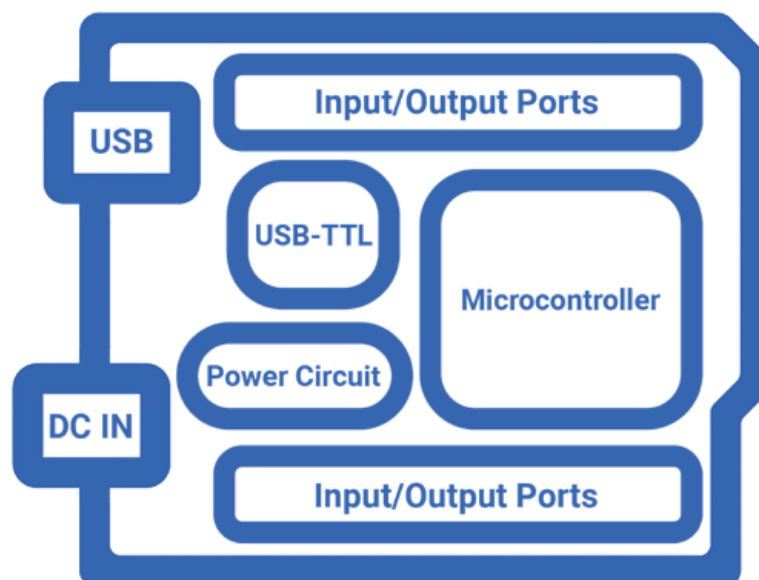 Input/Output Ports
USB
USB-TTL
Microcontroller
Power Circuit
DC IN
Input/Output Ports